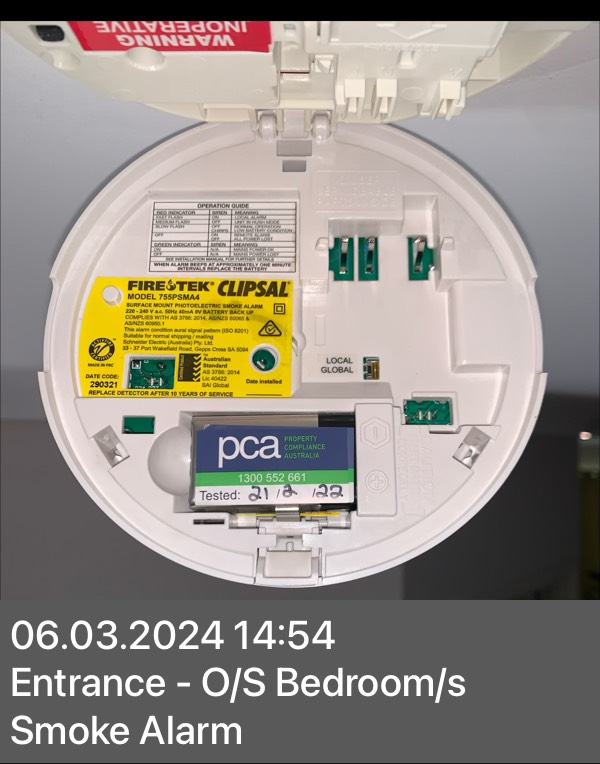 WARNING
INOPERATIVE
OPERATION GUIDE
RED INDICATOR SIREN MEANING
FAST FLASH ON LOCAL ALARM
MEDIUM FLASH OFF UNIT IN HUSH MODE
SLOW FLASH OFF NORMAL OPERATION
CHIRPS LOW BATTERY CONDITION
OFF ON REMOTE ALARM
OFF ALL POWER LOST
GREEN INDICATOR SIREN MEANING
ON N/A MAINS POWER OK
OFF N/A MAINS POWER LOST
SEE INSTALLATION MANUAL FOR FURTHER DETAILS
WHEN ALARM BEEPS AT APPROXIMATELY ONE MINUTE
INTERVALS REPLACE THE BATTERY
FIRETEK CLIPSAL
MODEL 755PSMA4
SURFACE MOUNT PHOTOELECTRIC SMOKE ALARM
220 - 240 V a.c. 50Hz 40mA 9V BATTERY BACK UP
COMPLIES WITH AS 3786: 2014, AS/NZS 60065 &
AS/NZS 60950.1
This alarm condition aural signal pattern (ISO 8201)
Suitable for normal shipping / mailing
Schneider Electric (Australia) Pty. Ltd.
33 - 37 Port Wakefield Road, Gepps Cross SA 5094
MADE IN PRC
DATE CODE:
290321
Australian
Standard
AS 3786: 2014
Lic 40422
SAI Global
Date installed
REPLACE DETECTOR AFTER 10 YEARS OF SERVICE
LOCAL
GLOBAL
pca PROPERTY
COMPLIANCE
AUSTRALIA
1300 552 661
Tested: 21/2/22
06.03.2024 14:54
Entrance - O/S Bedroom/s
Smoke Alarm